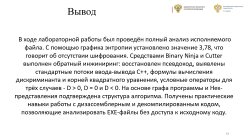 Вывод
В ходе лабораторной работы был проведён полный анализ исполняемого
файла. С помощью графика энтропии установлено значение 3,78, что
говорит об отсутствии шифрования. Средствами Binary Ninja и Cutter
выполнен обратный инжиниринг: восстановлен псевдокод, выявлены
стандартные потоки ввода-вывода C++, формулы вычисления
дискриминанта и корней квадратного уравнения, условные операторы для
трёх случаев - D > 0, D = 0 и D < 0. На основе графа программы и Hex-
представления подтверждена структура алгоритма. Получены практические
навыки работы с дизассемблерным и декомпилированным кодом,
позволяющие анализировать EXE-файлы без доступа к исходному коду.